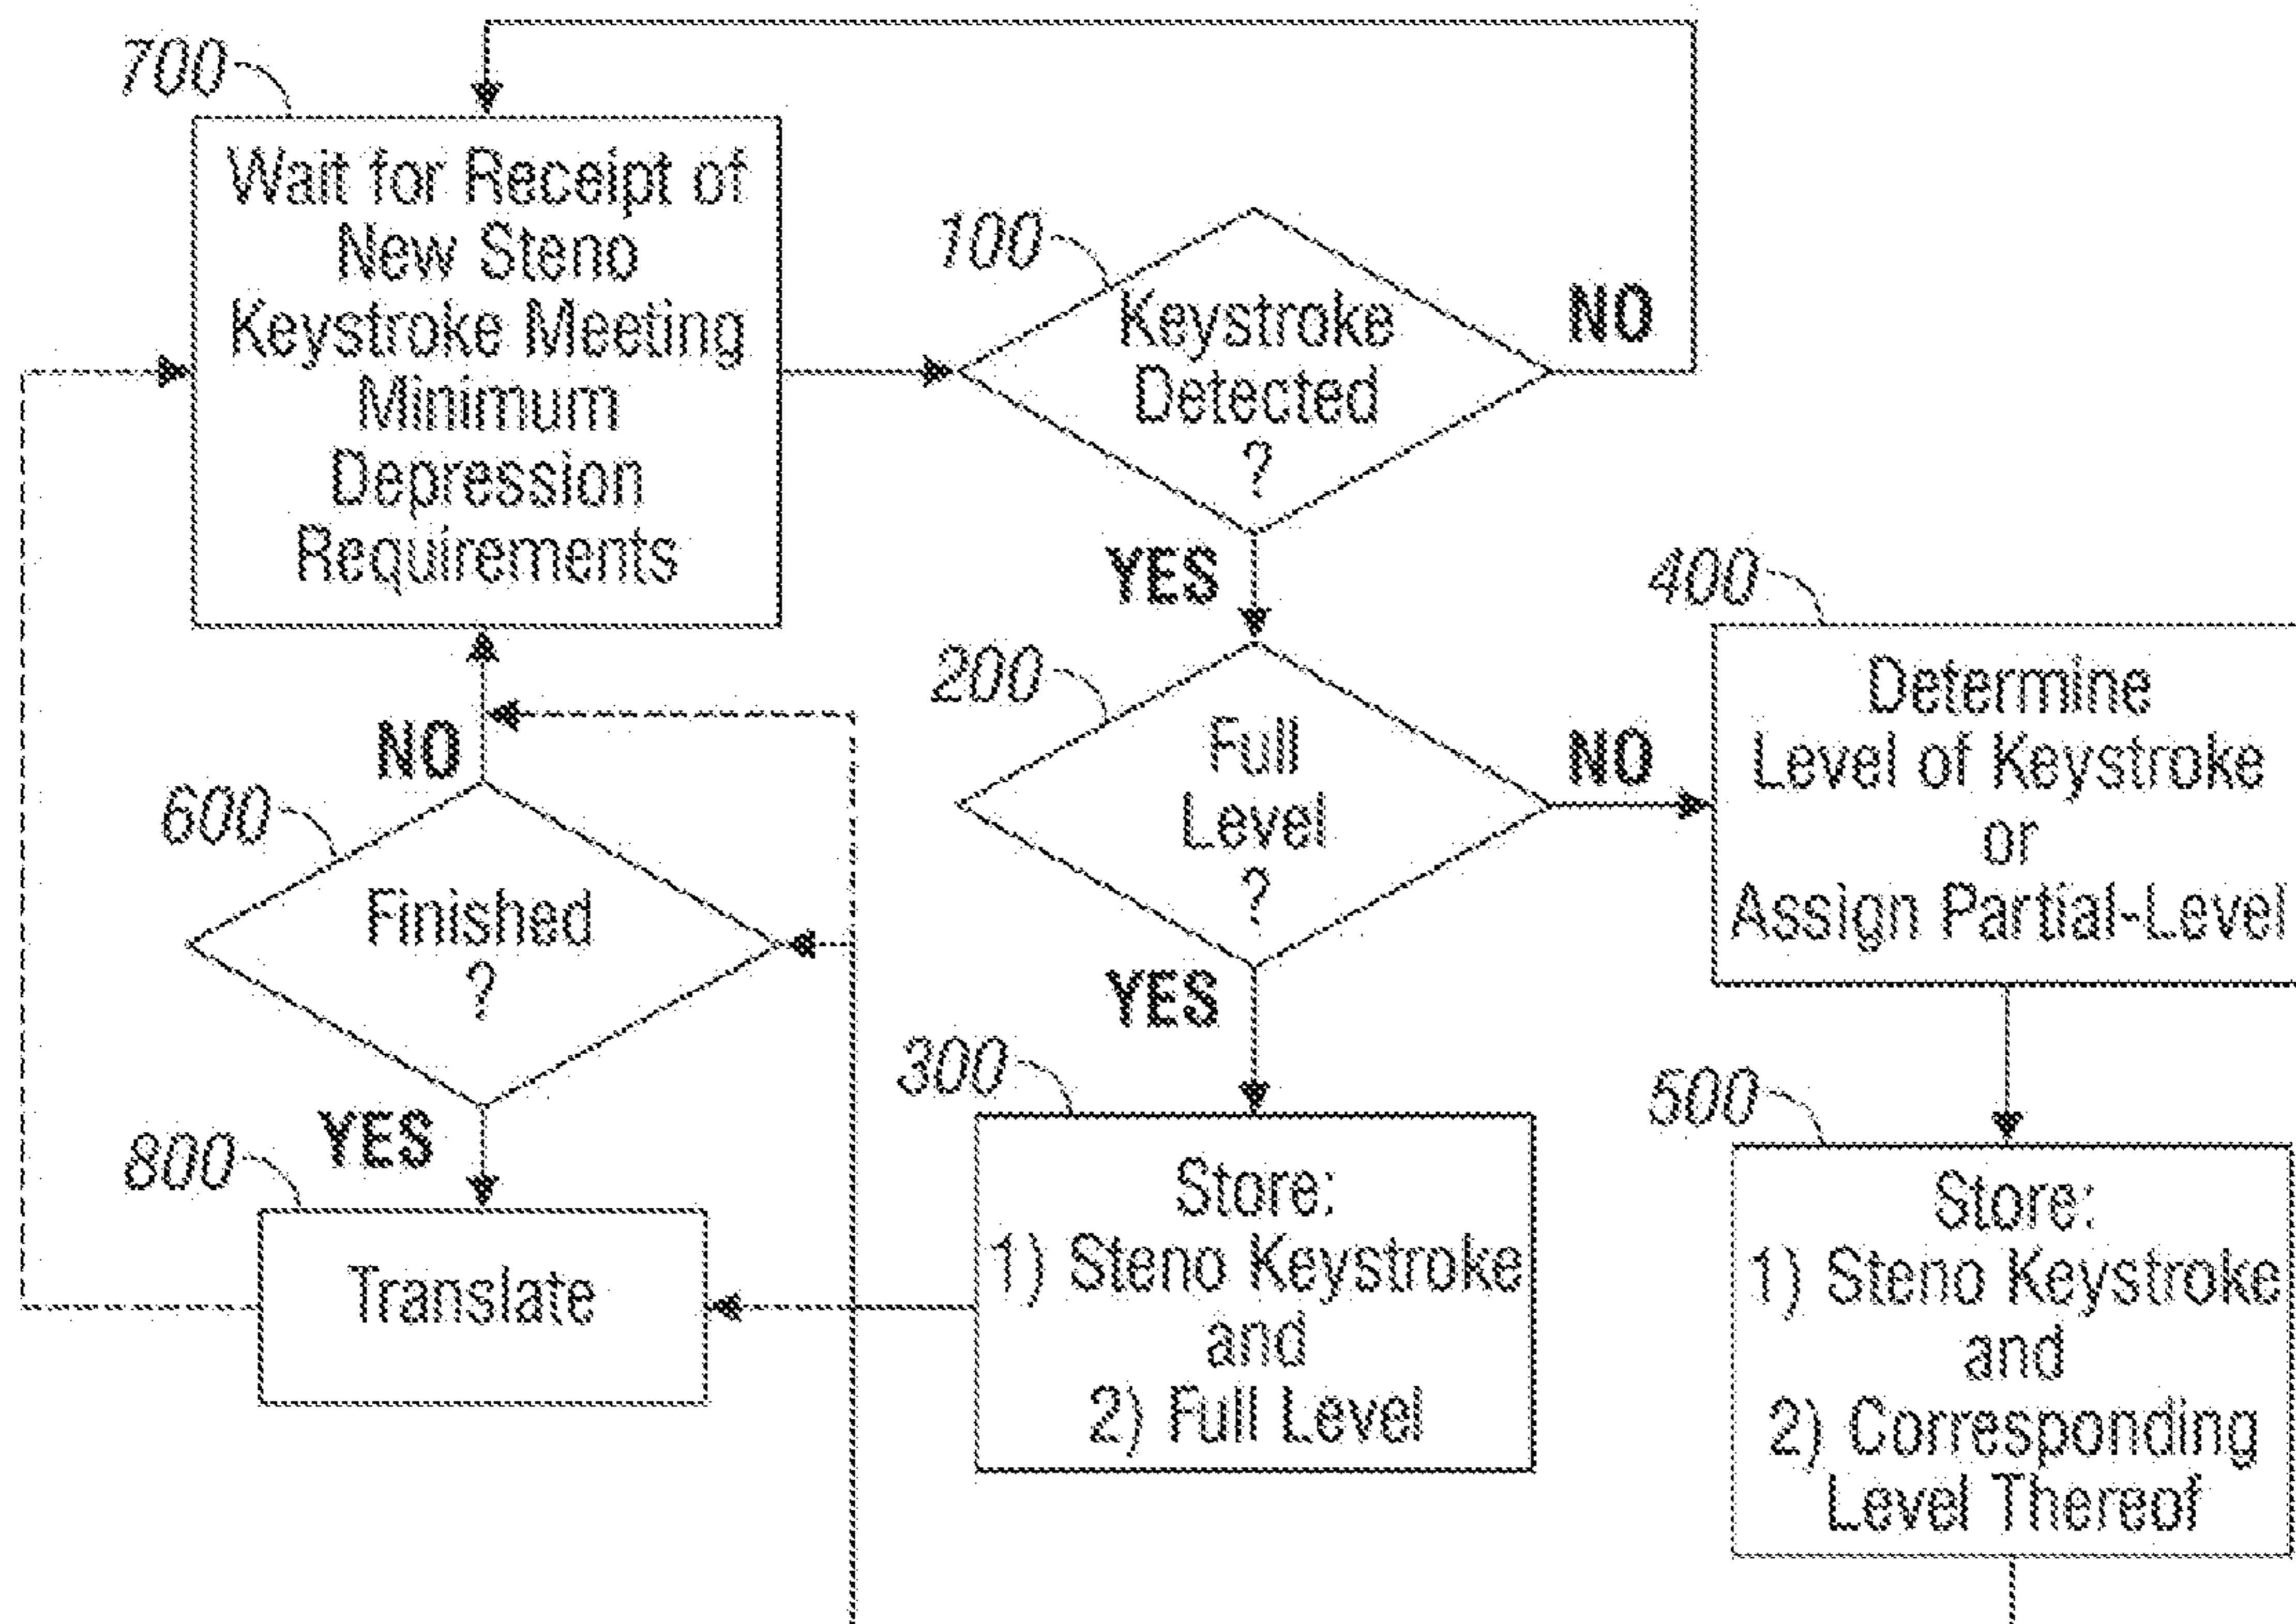 700
Wait for Receipt of
New Steno
Keystroke Meeting
Minimum
Depression
Requirements
100
Keystroke
Detected
?
NO
YES
200
Full
Level
?
NO
YES
400
Determine
Level of Keystroke
or
Assign Partial-Level
NO
600
Finished
?
YES
800
Translate
300
Store:
1) Steno Keystroke
and
2) Full Level
500
Store:
1) Steno Keystroke
and
2) Corresponding
Level Thereof